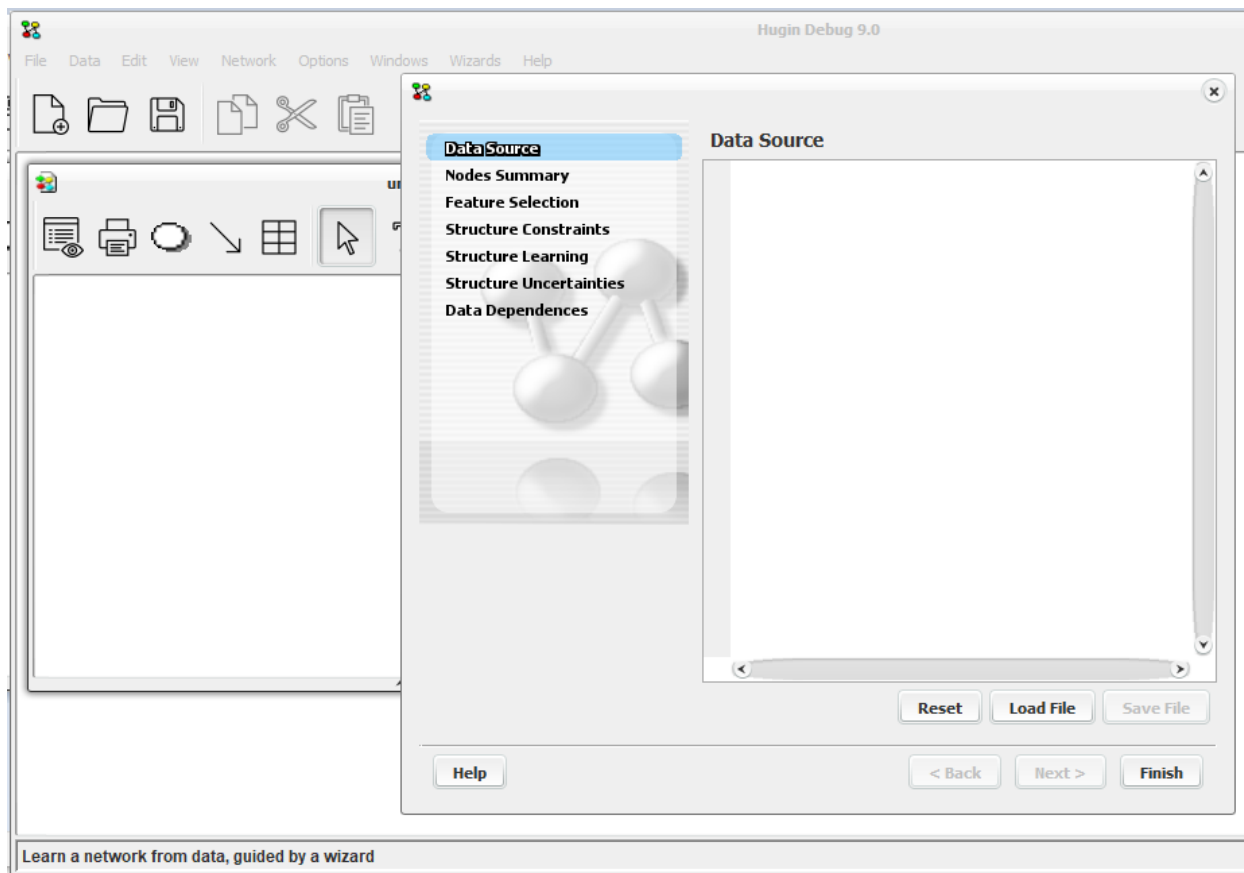 Hugin Debug 9.0
File Data Edit View Network Options Windows Wizards Help
Data Source
Nodes Summary
Feature Selection
Structure Constraints
Structure Learning
Structure Uncertainties
Data Dependences
Data Source
Reset Load File Save File
Help < Back Next > Finish
Learn a network from data, guided by a wizard